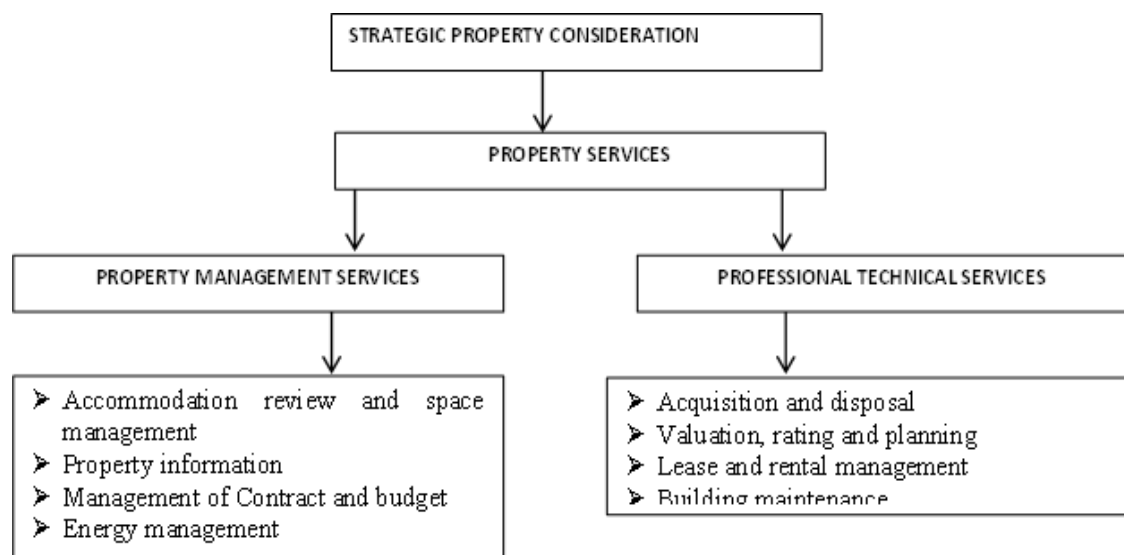 STRATEGIC PROPERTY CONSIDERATION
PROPERTY SERVICES
PROPERTY MANAGEMENT SERVICES
PROFESSIONAL TECHNICAL SERVICES
➢ Accommodation review and space
management
➢ Property information
➢ Management of Contract and budget
➢ Energy management
➢ Acquisition and disposal
➢ Valuation, rating and planning
➢ Lease and rental management
➢ Building maintenance